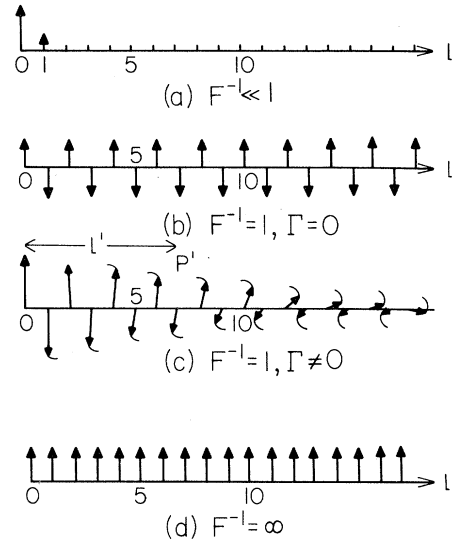 0 1 5 10 l
(a) F⁻¹≪1
0 5 10 l
(b) F⁻¹=1, Γ=0
l' P'
0 5 10 l
(c) F⁻¹=1, Γ≠0
0 5 10 l
(d) F⁻¹=∞